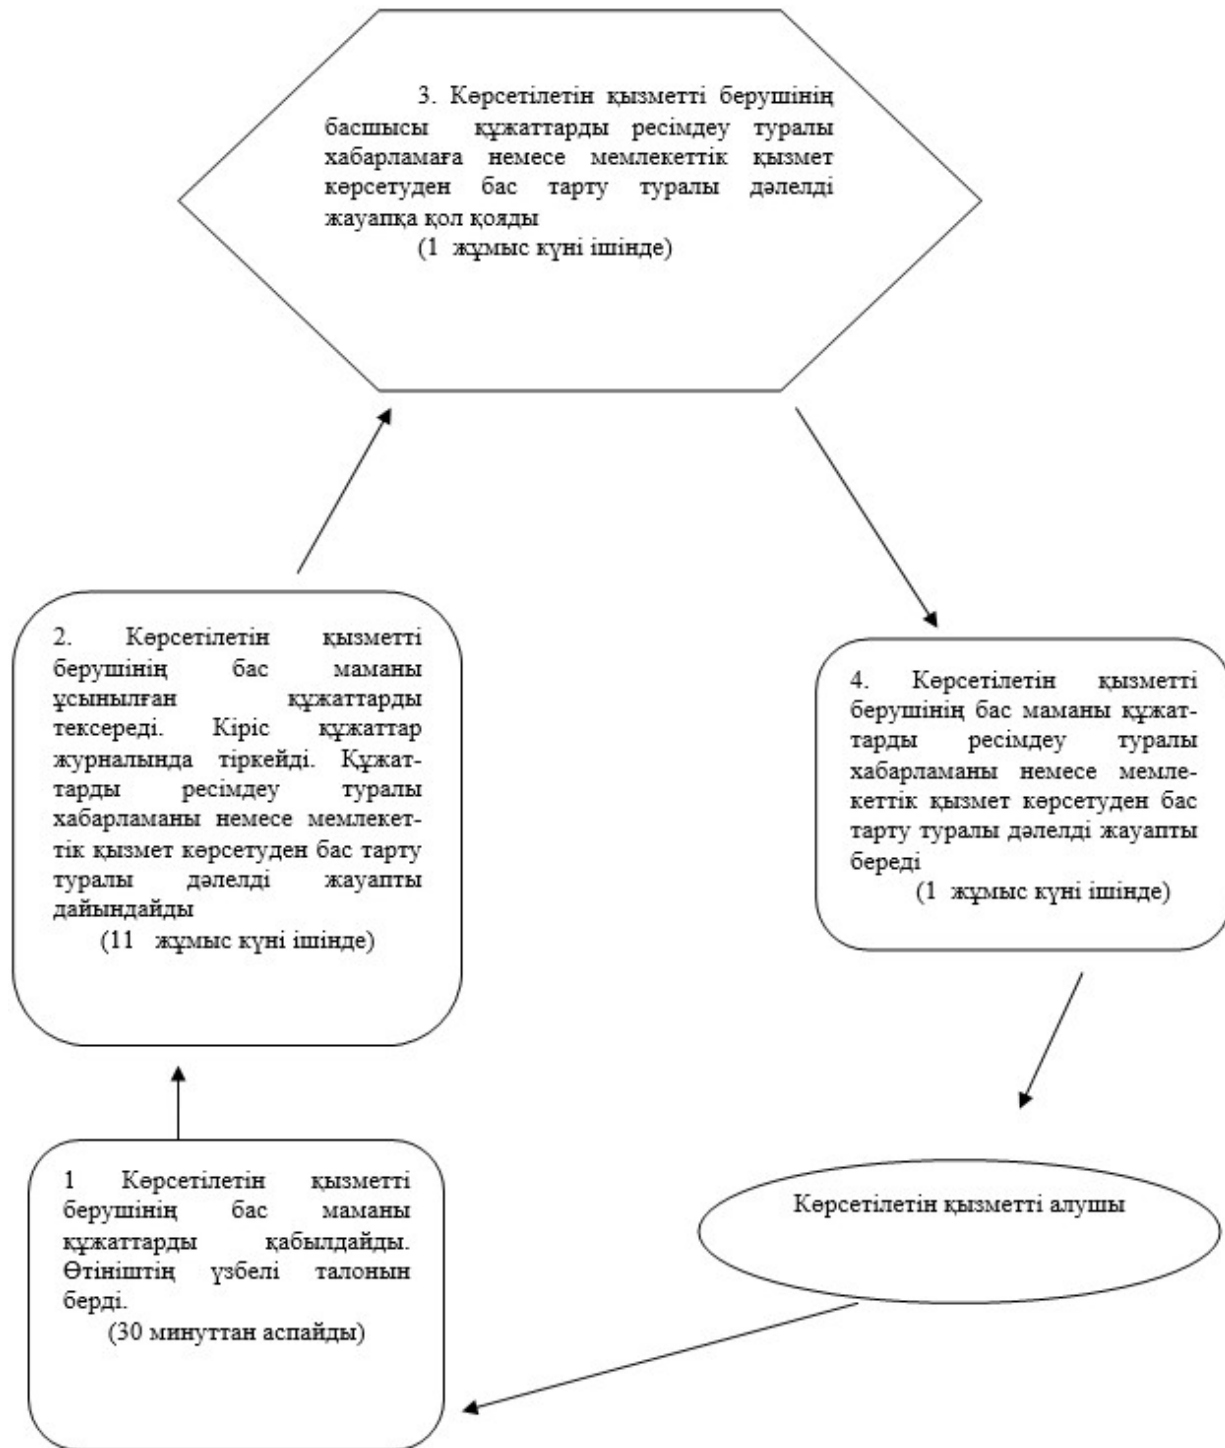 3. Көрсетілетін қызметті берушінің
басшысы құжаттарды ресімдеу туралы
хабарламаға немесе мемлекеттік қызмет
көрсетуден бас тарту туралы дәлелді
жауапқа қол қояды
(1 жұмыс күні ішінде)
2. Көрсетілетін қызметті
берушінің бас маманы
ұсынылған құжаттарды
тексереді. Кіріс құжаттар
журналында тіркейді. Құжат-
тарды ресімдеу туралы
хабарламаны немесе мемлекет-
тік қызмет көрсетуден бас тарту
туралы дәлелді жауапты
дайындайды
(11 жұмыс күні ішінде)
4. Көрсетілетін қызметті
берушінің бас маманы құжат-
тарды ресімдеу туралы
хабарламаны немесе мемле-
кеттік қызмет көрсетуден бас
тарту туралы дәлелді жауапты
береді
(1 жұмыс күні ішінде)
1 Көрсетілетін қызметті
берушінің бас маманы
құжаттарды қабылдайды.
Өтініштің үзбелі талонын
берді.
(30 минуттан аспайды)
Көрсетілетін қызметті алушы